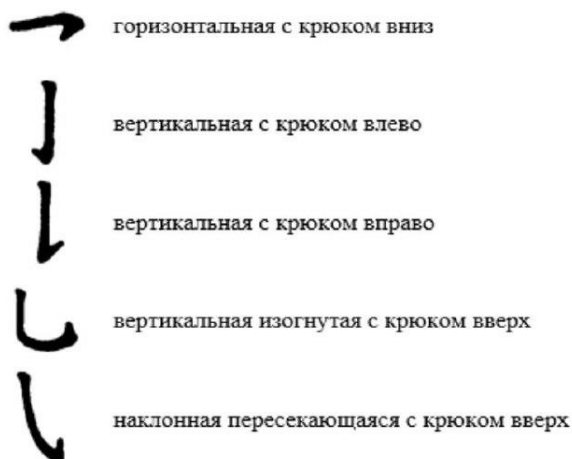 горизонтальная с крюком вниз
вертикальная с крюком влево
вертикальная с крюком вправо
вертикальная изогнутая с крюком вверх
наклонная пересекающаяся с крюком вверх